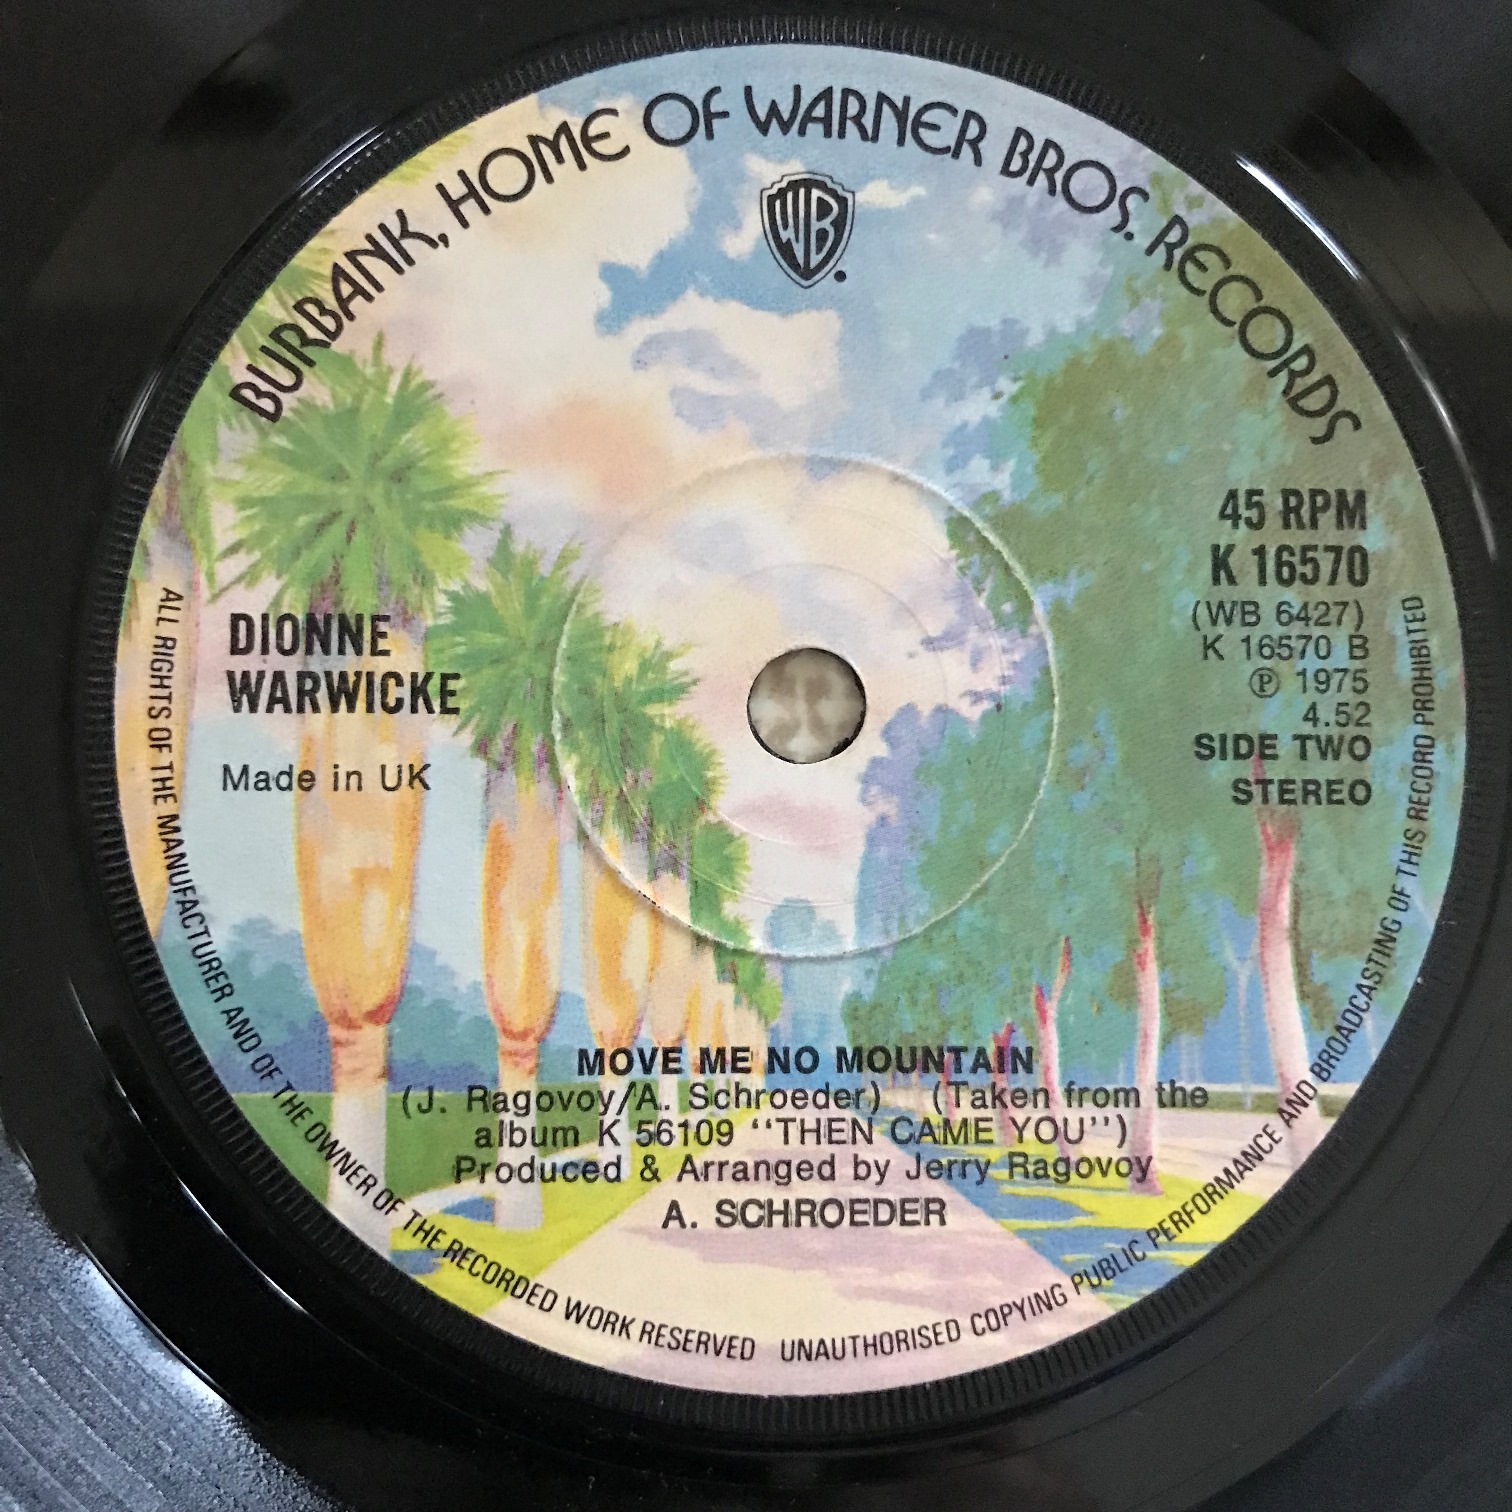 BURBANK, HOME OF WARNER BROS. RECORDS
WB
45 RPM
K 16570
(WB 6427)
K 16570 B
Ⓟ 1975
4.52
SIDE TWO
STEREO
DIONNE
WARWICKE
Made in UK
MOVE ME NO MOUNTAIN
(J. Ragovoy/A. Schroeder) (Taken from the
album K 56109 “THEN CAME YOU”)
Produced & Arranged by Jerry Ragovoy
A. SCHROEDER
ALL RIGHTS OF THE MANUFACTURER AND OF THE OWNER OF THE RECORDED WORK RESERVED UNAUTHORISED COPYING PUBLIC PERFORMANCE AND BROADCASTING OF THIS RECORD PROHIBITED